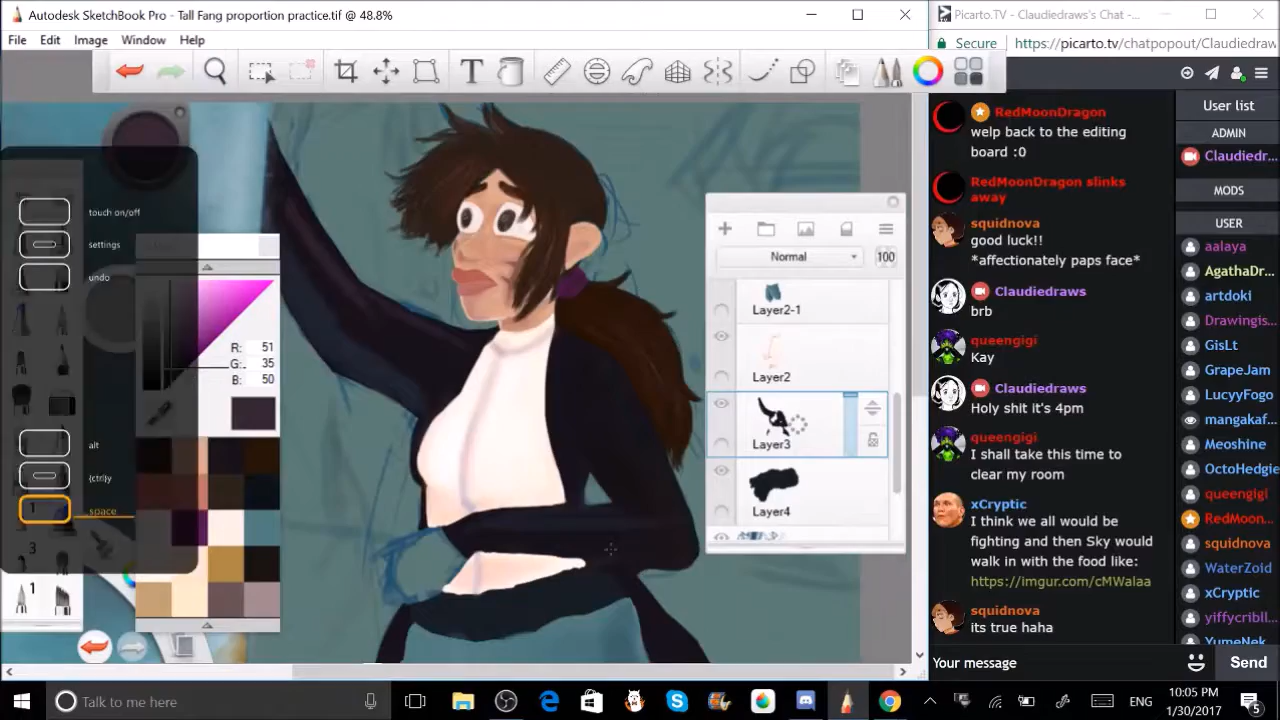 Autodesk SketchBook Pro - Tall Fang proportion practice.tif @ 48.8%
File Edit Image Window Help
touch on/off
settings
undo
R: 51
G: 35
B: 50
alt
(ctrl)y
1 space
3
1
Normal 100
Layer2-1
Layer2
Layer3
Layer4
Picarto.TV - Claudiedraws's Chat -...
Secure https://picarto.tv/chatpopout/Claudiedraw
RedMoonDragon
welp back to the editing
board :0
RedMoonDragon slinks
away
squidnova
good luck!!
*affectionately paps face*
Claudiedraws
brb
queengigi
Kay
Claudiedraws
Holy shit it's 4pm
queengigi
I shall take this time to
clear my room
xCryptic
I think we all would be
fighting and then Sky would
walk in with the food like:
https://imgur.com/cMWalaa
squidnova
its true haha
Your message Send
User list
ADMIN
Claudiedr...
MODS
USER
aalaya
AgathaDr...
artdoki
Drawingis...
GisLt
GrapeJam
LucyyFogo
mangakaf...
Meoshine
OctoHedgie
queengigi
RedMoon...
squidnova
WaterZoid
xCryptic
yiffycribll...
YumeNek
Talk to me
ENG
10:05 PM
1/30/2017
5